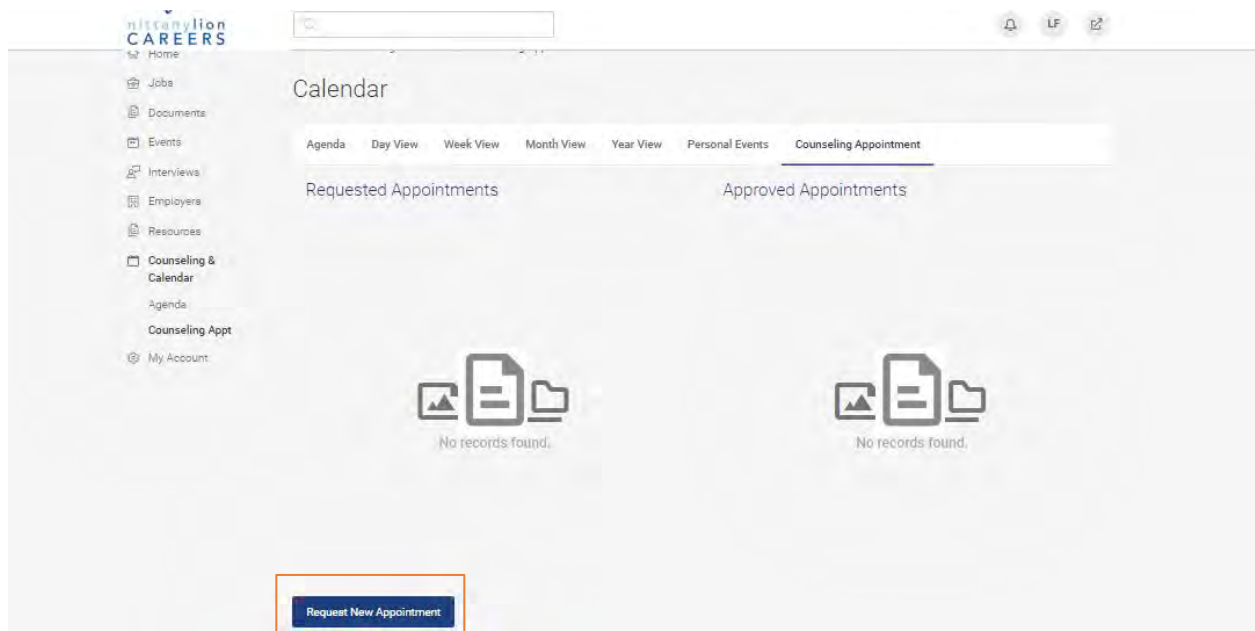 nittanylion
CAREERS
LF
Home
Jobs
Documents
Events
Interviews
Employers
Resources
Counseling &
Calendar
Agenda
Counseling Appt
My Account
Calendar
Agenda Day View Week View Month View Year View Personal Events Counseling Appointment
Requested Appointments
No records found.
Approved Appointments
No records found.
Request New Appointment